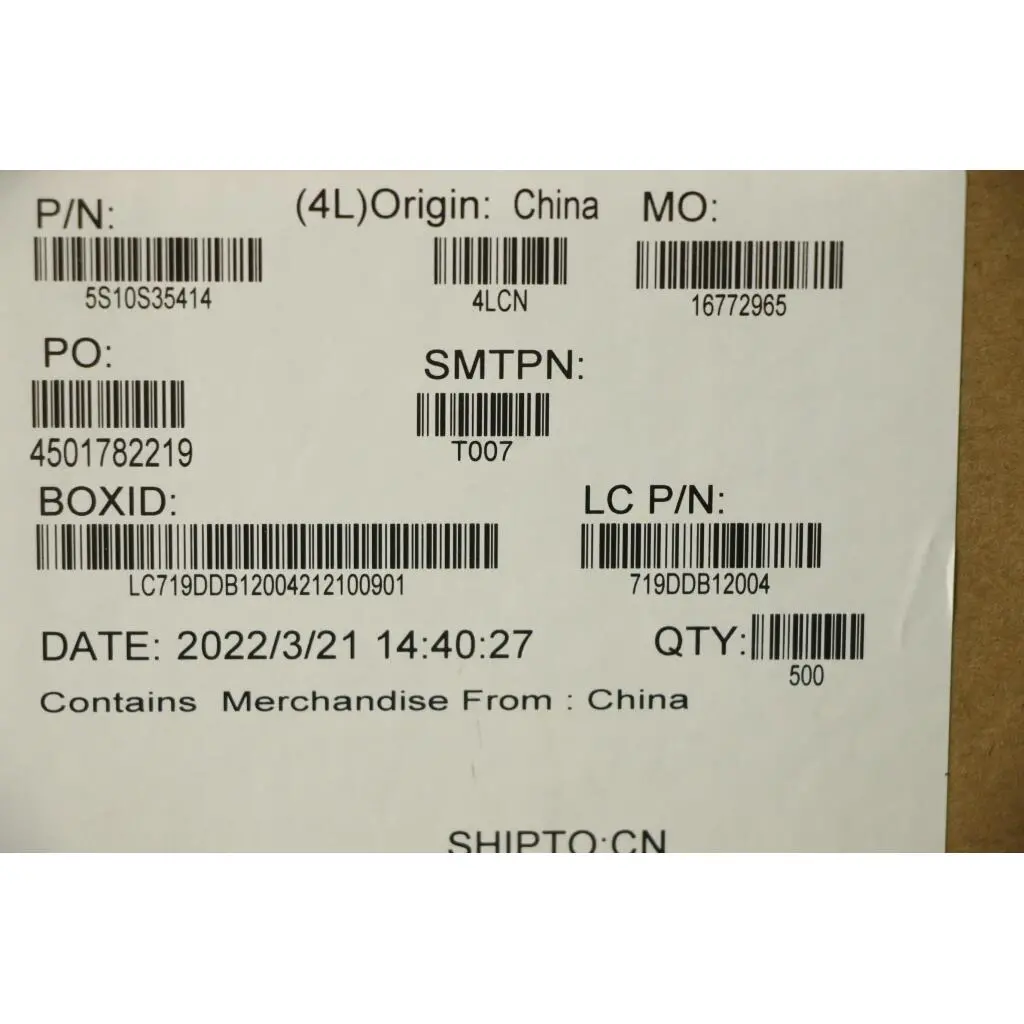 P/N: (4L)Origin: China MO:
5S10S35414 4LCN 16772965
PO: SMTPN:
4501782219 T007
BOXID: LC P/N:
LC719DDB12004212100901 719DDB12004
DATE: 2022/3/21 14:40:27 QTY:
500
Contains Merchandise From : China
SHIPTO:CN